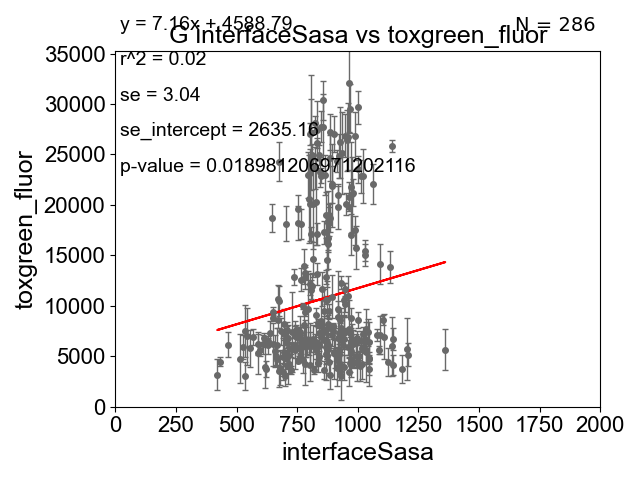 y = 7.16x + 4588.79
N = 286
G InterfaceSasa vs toxgreen_fluor
r^2 = 0.02
se = 3.04
se_intercept = 2635.16
p-value = 0.018981206971202116
35000
30000
25000
20000
15000
10000
5000
0
toxgreen_fluor
0 250 500 750 1000 1250 1500 1750 2000
interfaceSasa